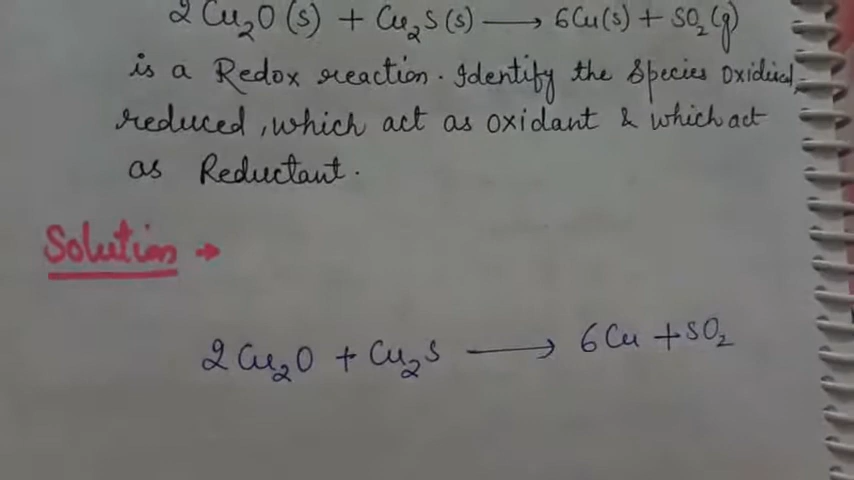 2Cu₂O(s) + Cu₂S(s) ⟶ 6Cu(s) + SO₂(g)
is a Redox reaction. Identify the species oxidised,
reduced, which act as oxidant & which act
as Reductant.
Solution →
2Cu₂O + Cu₂S ⟶ 6Cu + SO₂